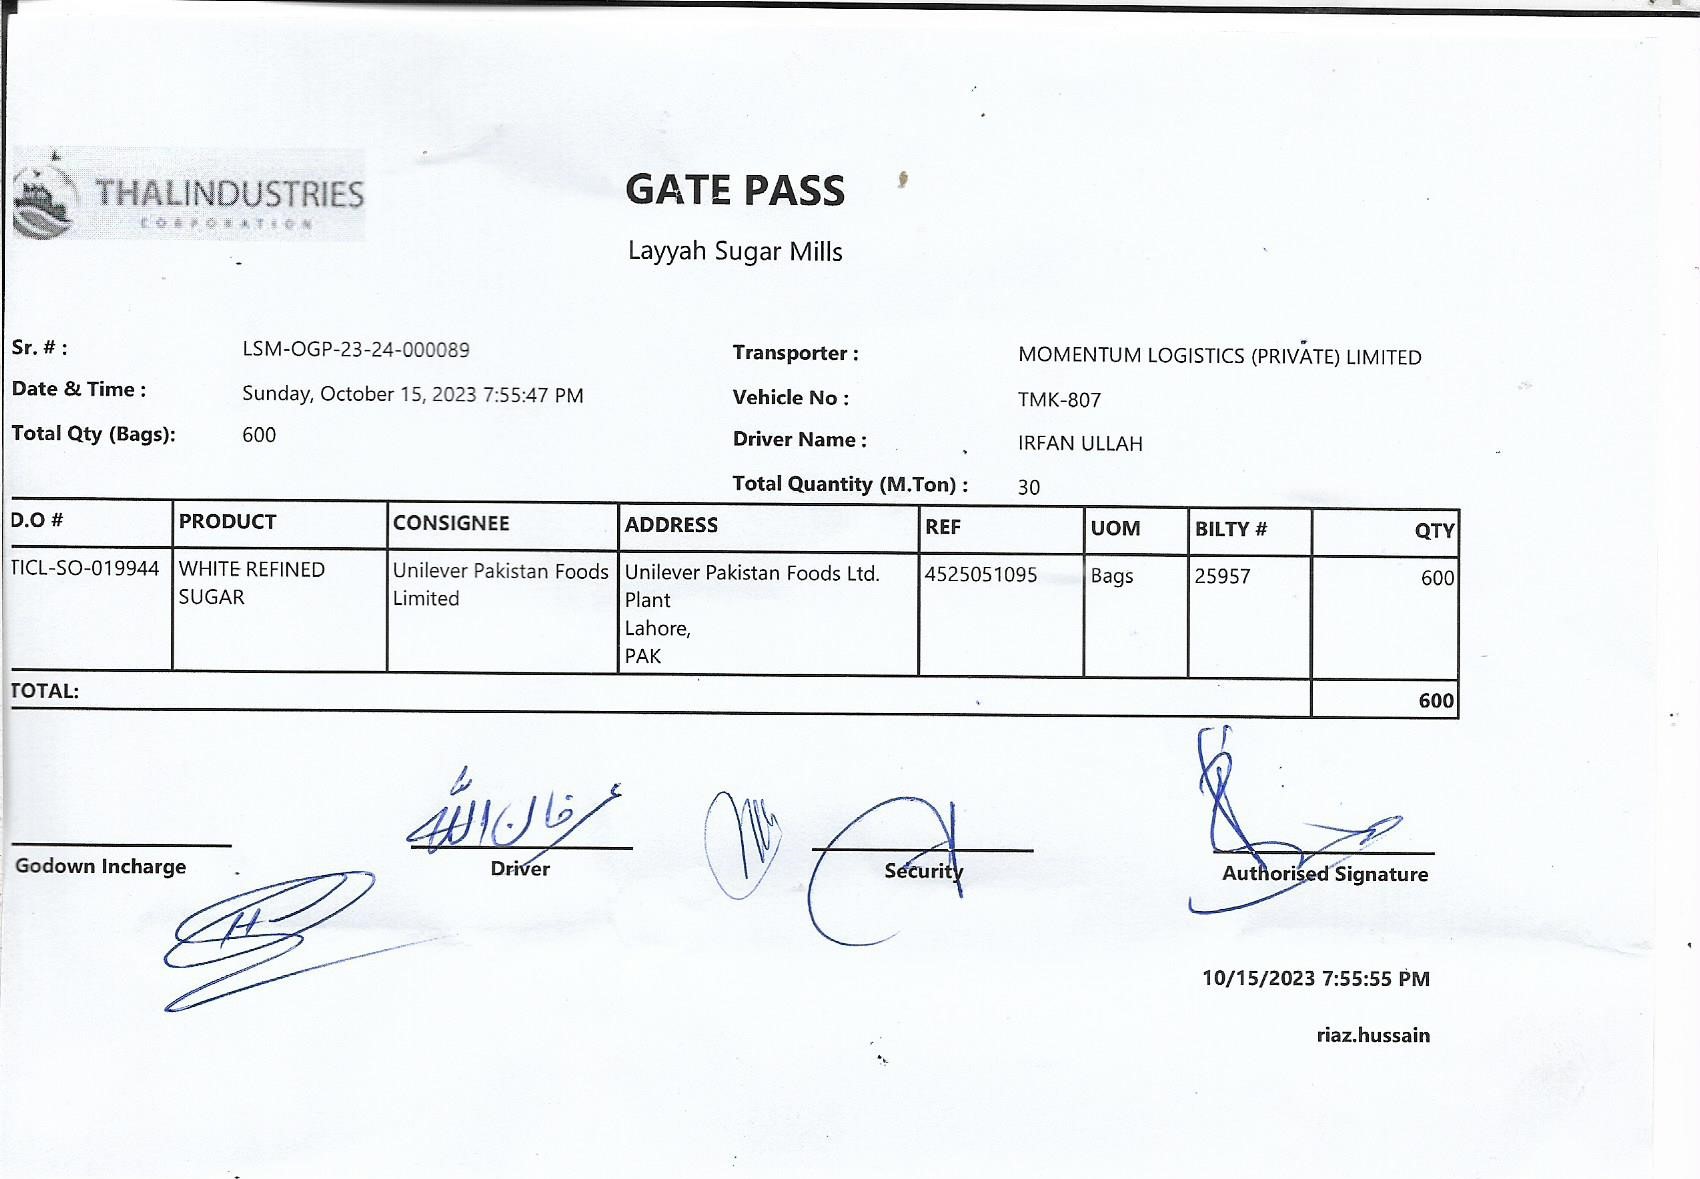 THALINDUSTRIES
CORPORATION
GATE PASS
Layyah Sugar Mills
Sr. # : LSM-OGP-23-24-000089
Date & Time : Sunday, October 15, 2023 7:55:47 PM
Total Qty (Bags): 600
Transporter : MOMENTUM LOGISTICS (PRIVATE) LIMITED
Vehicle No : TMK-807
Driver Name : IRFAN ULLAH
Total Quantity (M.Ton) : 30
D.O # PRODUCT CONSIGNEE ADDRESS REF UOM BILTY # QTY
TICL-SO-019944 WHITE REFINED Unilever Pakistan Foods Unilever Pakistan Foods Ltd. 4525051095 Bags 25957 600
SUGAR Limited Plant
Lahore,
PAK
TOTAL: 600
عرفان اللہ
Godown Incharge Driver Security Authorised Signature
10/15/2023 7:55:55 PM
riaz.hussain